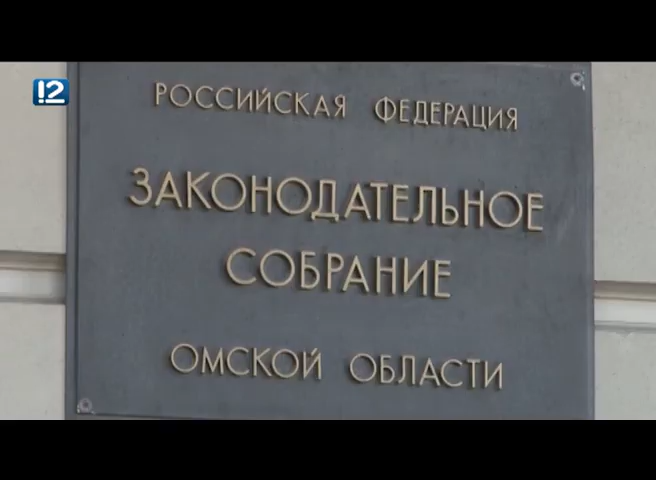 12
РОССИЙСКАЯ ФЕДЕРАЦИЯ
ЗАКОНОДАТЕЛЬНОЕ
СОБРАНИЕ
ОМСКОЙ ОБЛАСТИ